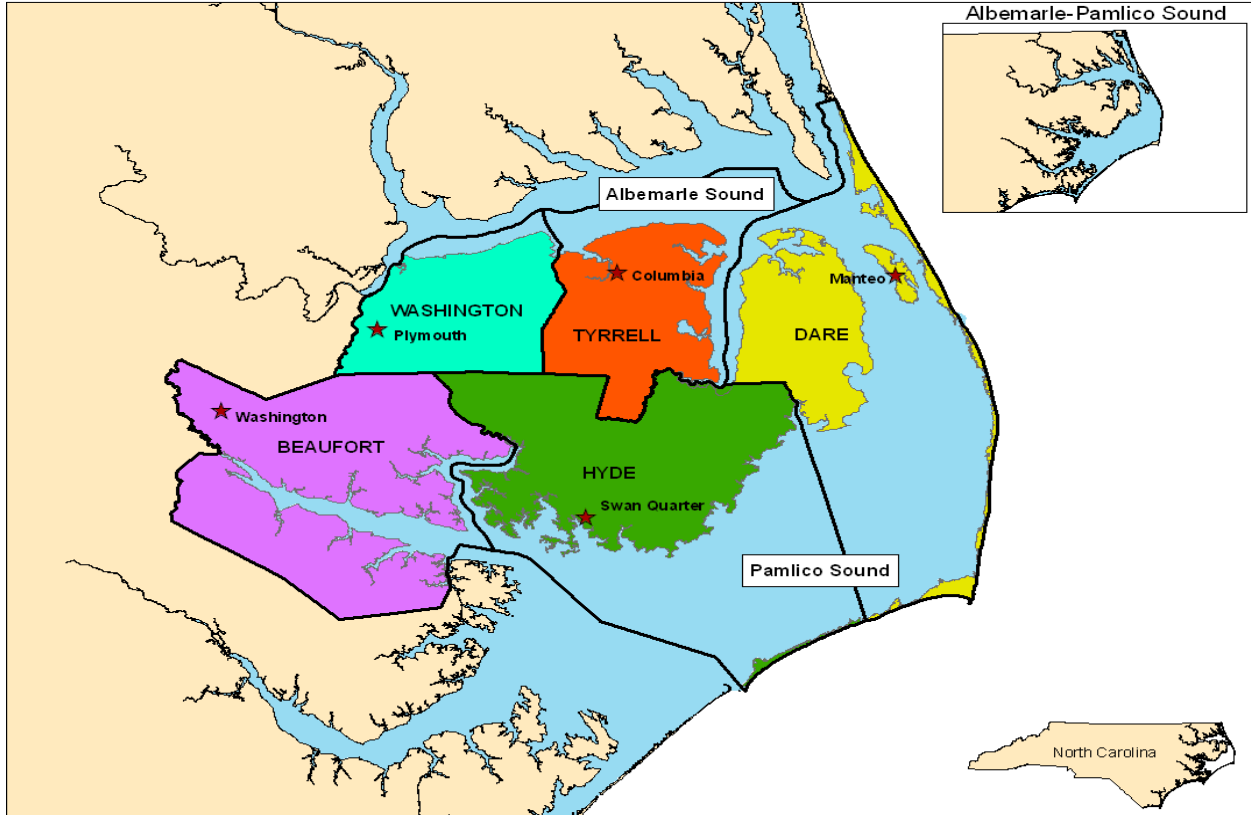 Albemarle-Pamlico Sound
Albemarle Sound
Columbia
Manteo
WASHINGTON
Plymouth
TYRRELL
DARE
Washington
BEAUFORT
HYDE
Swan Quarter
Pamlico Sound
North Carolina